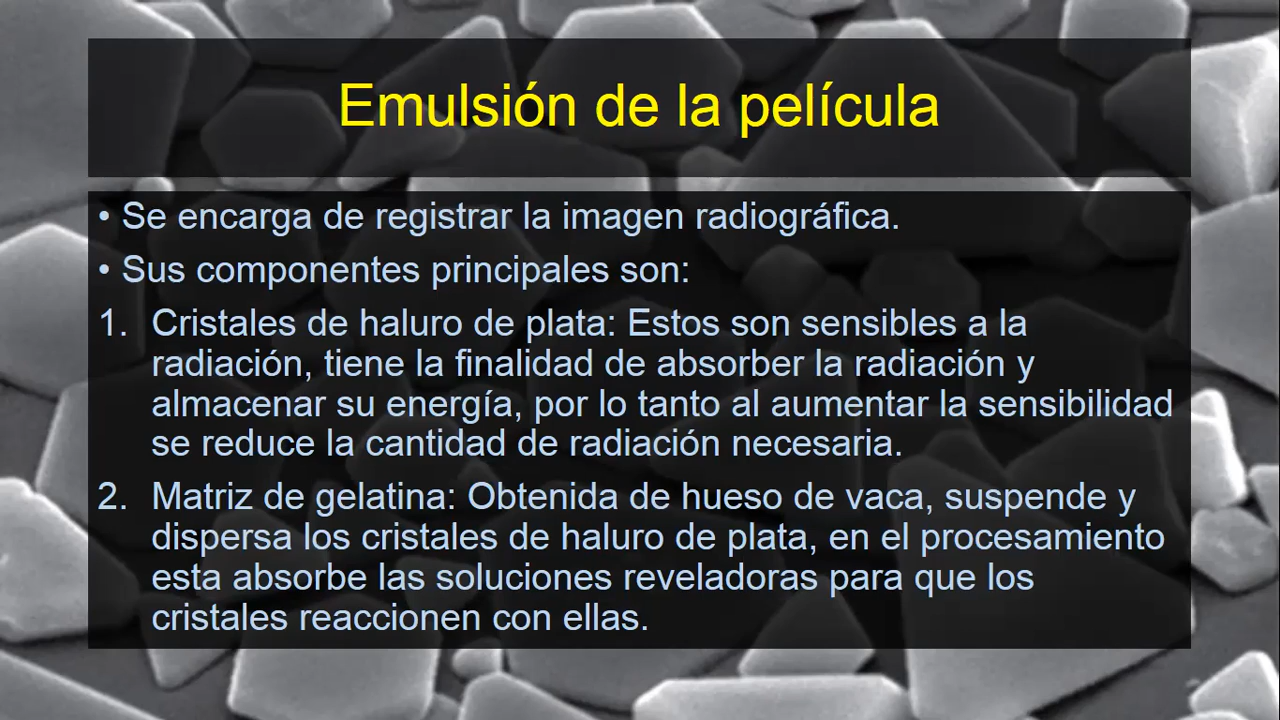 Emulsión de la película
• Se encarga de registrar la imagen radiográfica.
• Sus componentes principales son:
1. Cristales de haluro de plata: Estos son sensibles a la
radiación, tiene la finalidad de absorber la radiación y
almacenar su energía, por lo tanto al aumentar la sensibilidad
se reduce la cantidad de radiación necesaria.
2. Matriz de gelatina: Obtenida de hueso de vaca, suspende y
dispersa los cristales de haluro de plata, en el procesamiento
esta absorbe las soluciones reveladoras para que los
cristales reaccionen con ellas.